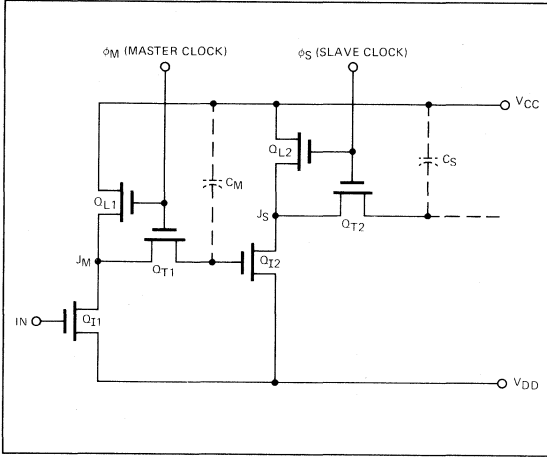 ϕM (MASTER CLOCK)
ϕS (SLAVE CLOCK)
VCC
QL2
CS
CM
QL1
JS
QT2
JM
QT1
QI2
IN
QI1
VDD